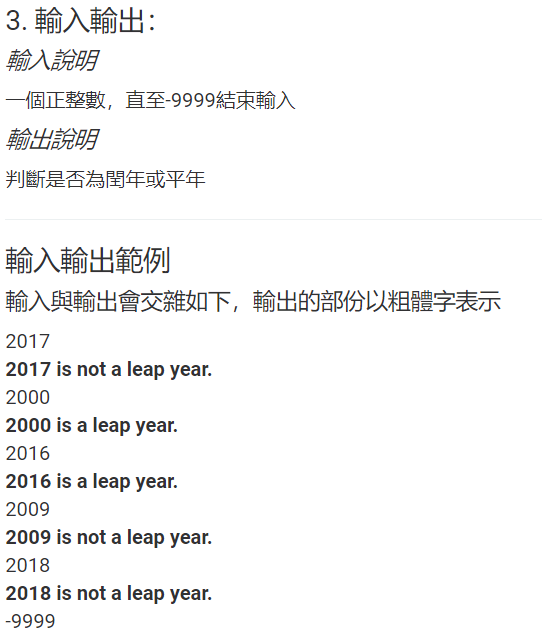 3. 輸入輸出：
輸入說明
一個正整數，直至-9999結束輸入
輸出說明
判斷是否為閏年或平年
輸入輸出範例
輸入與輸出會交雜如下，輸出的部份以粗體字表示
2017
2017 is not a leap year.
2000
2000 is a leap year.
2016
2016 is a leap year.
2009
2009 is not a leap year.
2018
2018 is not a leap year.
-9999